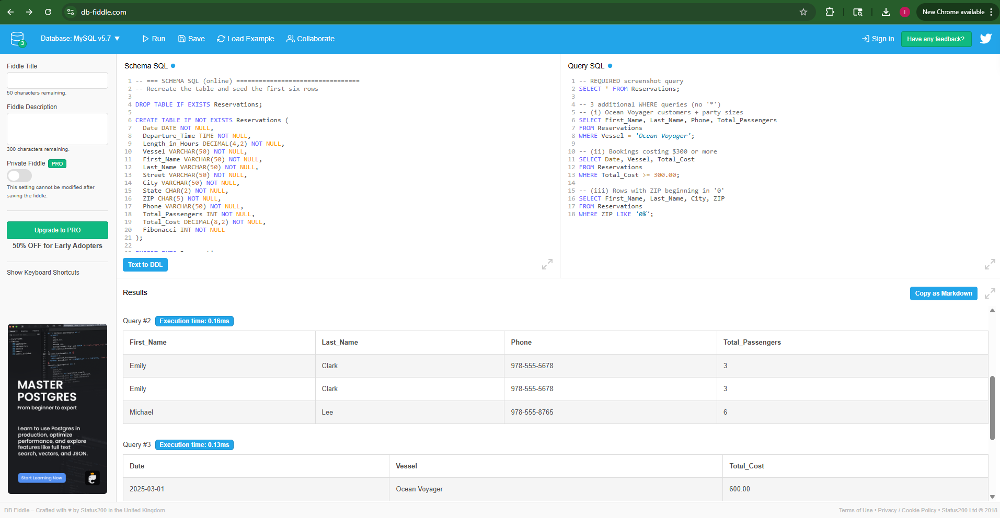 db-fiddle.com
New Chrome available
3
Database: MySQL v5.7 ▼
Run
Save
Load Example
Collaborate
Sign in
Have any feedback?
Fiddle Title
50 characters remaining.
Fiddle Description
300 characters remaining.
Private Fiddle PRO
This setting cannot be modified after
saving the fiddle.
Upgrade to PRO
50% OFF for Early Adopters
Show Keyboard Shortcuts
MASTER
POSTGRES
From beginner to expert
Learn to use Postgres in
production, optimize
performance, and explore
features like full text
search, vectors, and JSON.
Start Learning Now
Schema SQL
1 -- === SCHEMA SQL (online) =================================
2 -- Recreate the table and seed the first six rows
3
4 DROP TABLE IF EXISTS Reservations;
5
6 CREATE TABLE IF NOT EXISTS Reservations (
7 Date DATE NOT NULL,
8 Departure_Time TIME NOT NULL,
9 Length_in_Hours DECIMAL(4,2) NOT NULL,
10 Vessel VARCHAR(50) NOT NULL,
11 First_Name VARCHAR(50) NOT NULL,
12 Last_Name VARCHAR(50) NOT NULL,
13 Street VARCHAR(50) NOT NULL,
14 City VARCHAR(50) NOT NULL,
15 State CHAR(2) NOT NULL,
16 ZIP CHAR(5) NOT NULL,
17 Phone VARCHAR(50) NOT NULL,
18 Total_Passengers INT NOT NULL,
19 Total_Cost DECIMAL(8,2) NOT NULL,
20 Fibonacci INT NOT NULL
21 );
22
Text to DDL
Query SQL
1 -- REQUIRED screenshot query
2 SELECT * FROM Reservations;
3
4 -- 3 additional WHERE queries (no '*')
5 -- (i) Ocean Voyager customers + party sizes
6 SELECT First_Name, Last_Name, Phone, Total_Passengers
7 FROM Reservations
8 WHERE Vessel = 'Ocean Voyager';
9
10 -- (ii) Bookings costing $300 or more
11 SELECT Date, Vessel, Total_Cost
12 FROM Reservations
13 WHERE Total_Cost >= 300.00;
14
15 -- (iii) Rows with ZIP beginning in '0'
16 SELECT First_Name, Last_Name, City, ZIP
17 FROM Reservations
18 WHERE ZIP LIKE '0%';
Results
Copy as Markdown
Query #2 Execution time: 0.16ms
First_Name Last_Name Phone Total_Passengers
Emily Clark 978-555-5678 3
Emily Clark 978-555-5678 3
Michael Lee 978-555-8765 6
Query #3 Execution time: 0.13ms
Date Vessel Total_Cost
2025-03-01 Ocean Voyager 600.00
DB Fiddle – Crafted with ♥ by Status200 in the United Kingdom.
Terms of Use • Privacy / Cookie Policy • Status200 Ltd © 2018